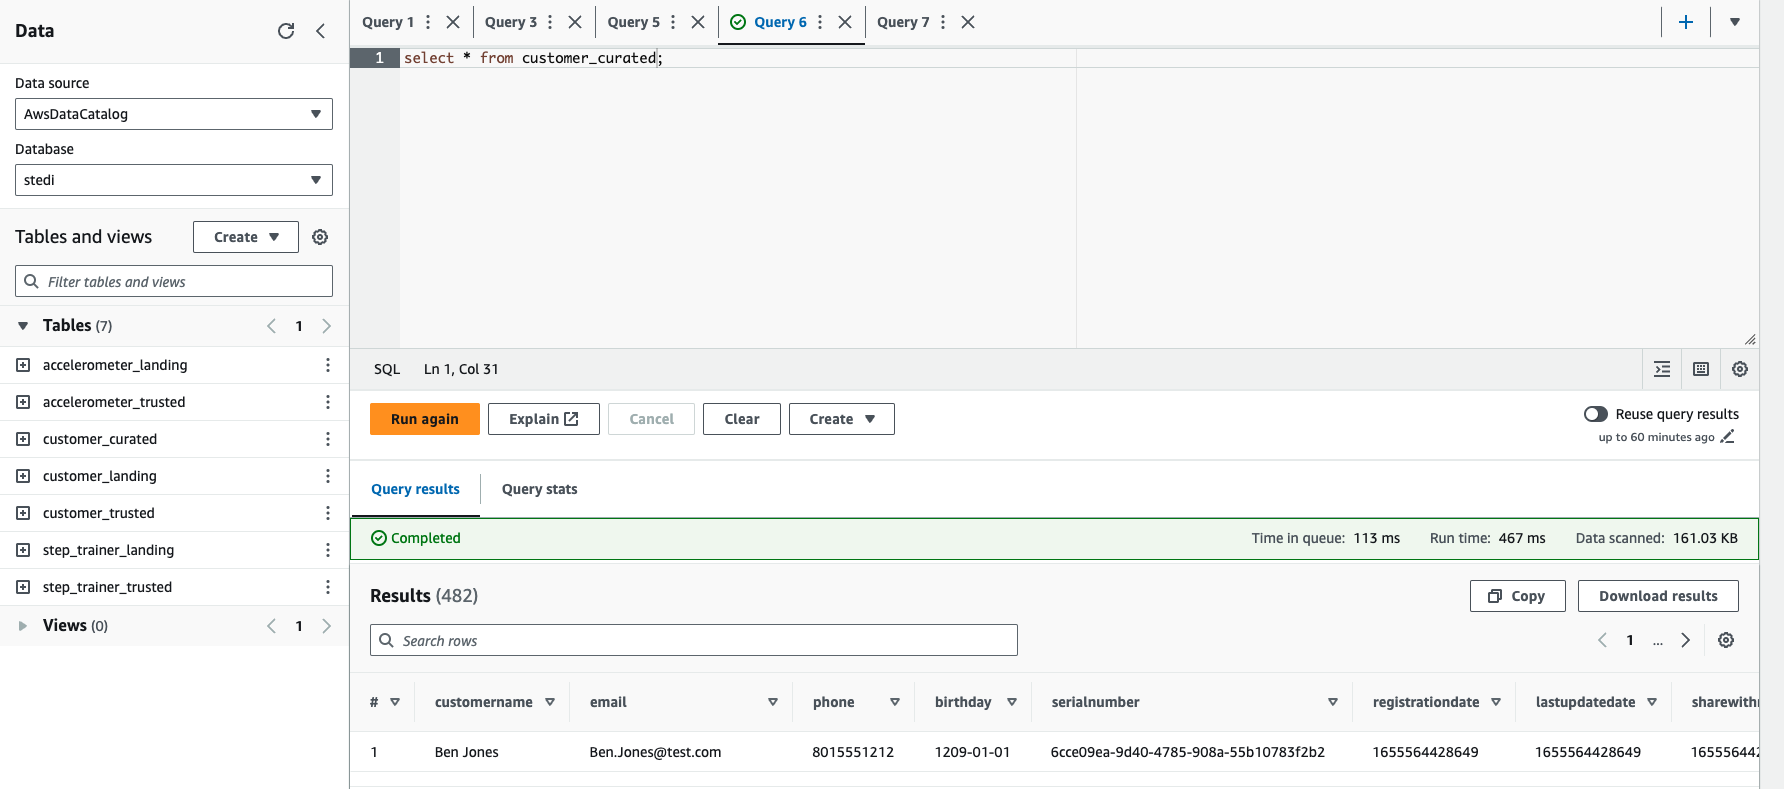 Data
Data source
AwsDataCatalog
Database
stedi
Tables and views
Create
Filter tables and views
Tables (7)
1
accelerometer_landing
accelerometer_trusted
customer_curated
customer_landing
customer_trusted
step_trainer_landing
step_trainer_trusted
Views (0)
1
Query 1
Query 3
Query 5
Query 6
Query 7
1 select * from customer_curated;
SQL Ln 1, Col 31
Run again
Explain
Cancel
Clear
Create
Reuse query results
up to 60 minutes ago
Query results
Query stats
Completed
Time in queue: 113 ms Run time: 467 ms Data scanned: 161.03 KB
Results (482)
Copy
Download results
Search rows
1 ...
# customername email phone birthday serialnumber registrationdate lastupdatedate
1 Ben Jones Ben.Jones@test.com 8015551212 1209-01-01 6cce09ea-9d40-4785-908a-55b10783f2b2 1655564428649 1655564428649